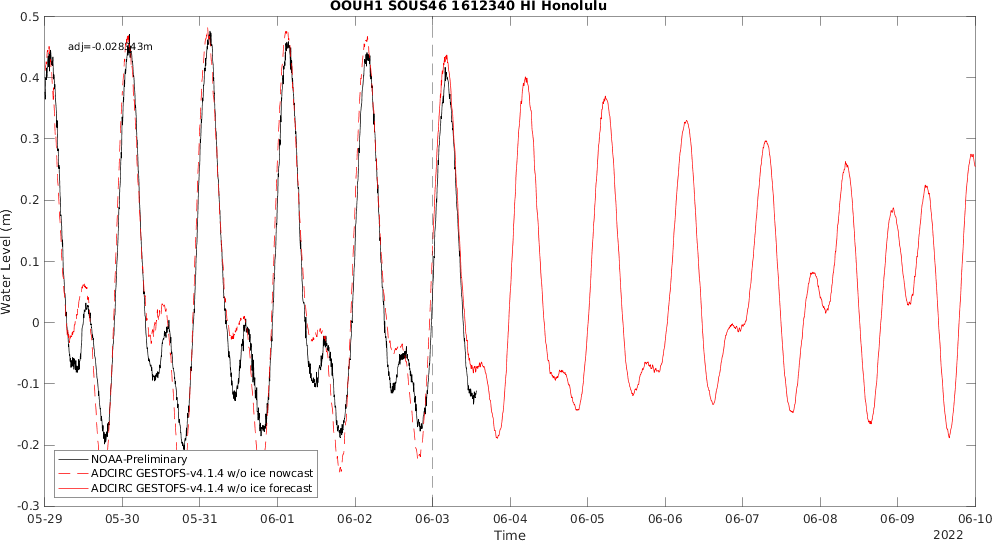 OOUH1 SOUS46 1612340 HI Honolulu
0.5
0.4
0.3
0.2
0.1
0
-0.1
-0.2
-0.3
Water Level (m)
NOAA-Preliminary
ADCIRC GESTOFS-v4.1.4 w/o ice nowcast
ADCIRC GESTOFS-v4.1.4 w/o ice forecast
05-29 05-30 05-31 06-01 06-02 06-03 06-04 06-05 06-06 06-07 06-08 06-09 06-10
Time
2022